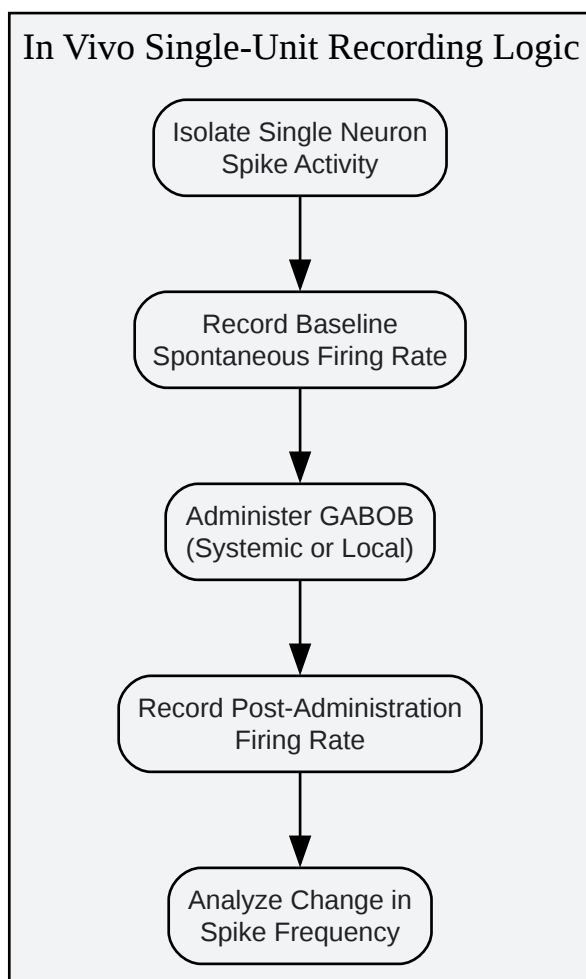 In Vivo Single-Unit Recording Logic
Isolate Single Neuron
Spike Activity
Record Baseline
Spontaneous Firing Rate
Administer GABOB
(Systemic or Local)
Record Post-Administration
Firing Rate
Analyze Change in
Spike Frequency